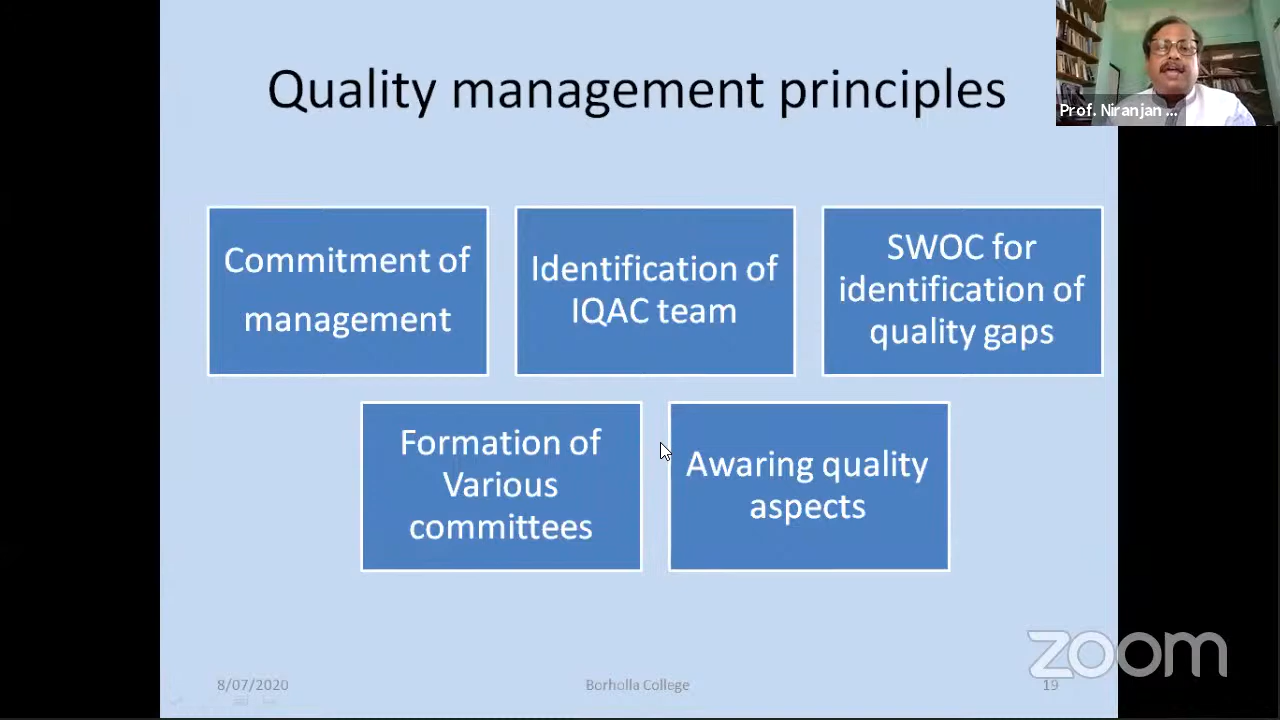 Quality management principles
Prof. Niranjan ...
Commitment of
management
Identification of
IQAC team
SWOC for
identification of
quality gaps
Formation of
Various
committees
Awaring quality
aspects
zoom
8/07/2020
Borholla College
19